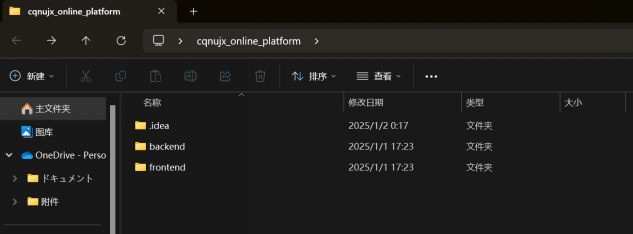 cqnujx_online_platform
cqnujx_online_platform
新建 排序 查看
名称 修改日期 类型 大小
主文件夹
图库
OneDrive - Perso
ドキュメント
附件
.idea 2025/1/2 0:17 文件夹
backend 2025/1/1 17:23 文件夹
frontend 2025/1/1 17:23 文件夹